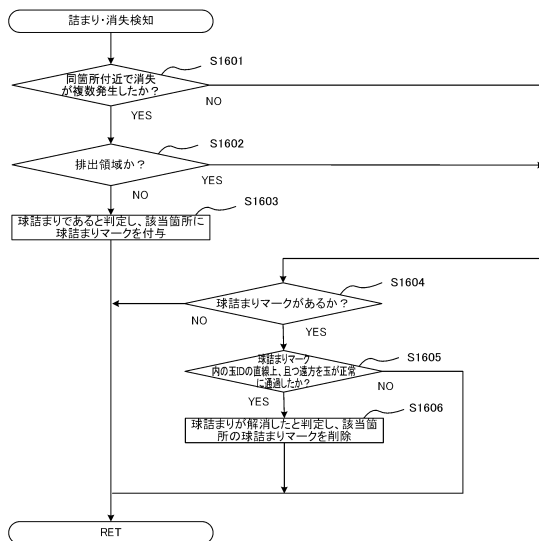 詰まり・消失検知
S1601
同箇所付近で消失
が複数発生したか？
NO
YES
S1602
排出領域か？
YES
NO
S1603
球詰まりであると判定し、該当箇所に
球詰まりマークを付与
S1604
球詰まりマークがあるか？
NO
YES
S1605
球詰まりマーク
内の玉IDの直線上、且つ遠方を玉が正常
に通過したか？
NO
YES
S1606
球詰まりが解消したと判定し、該当箇
所の球詰まりマークを削除
RET